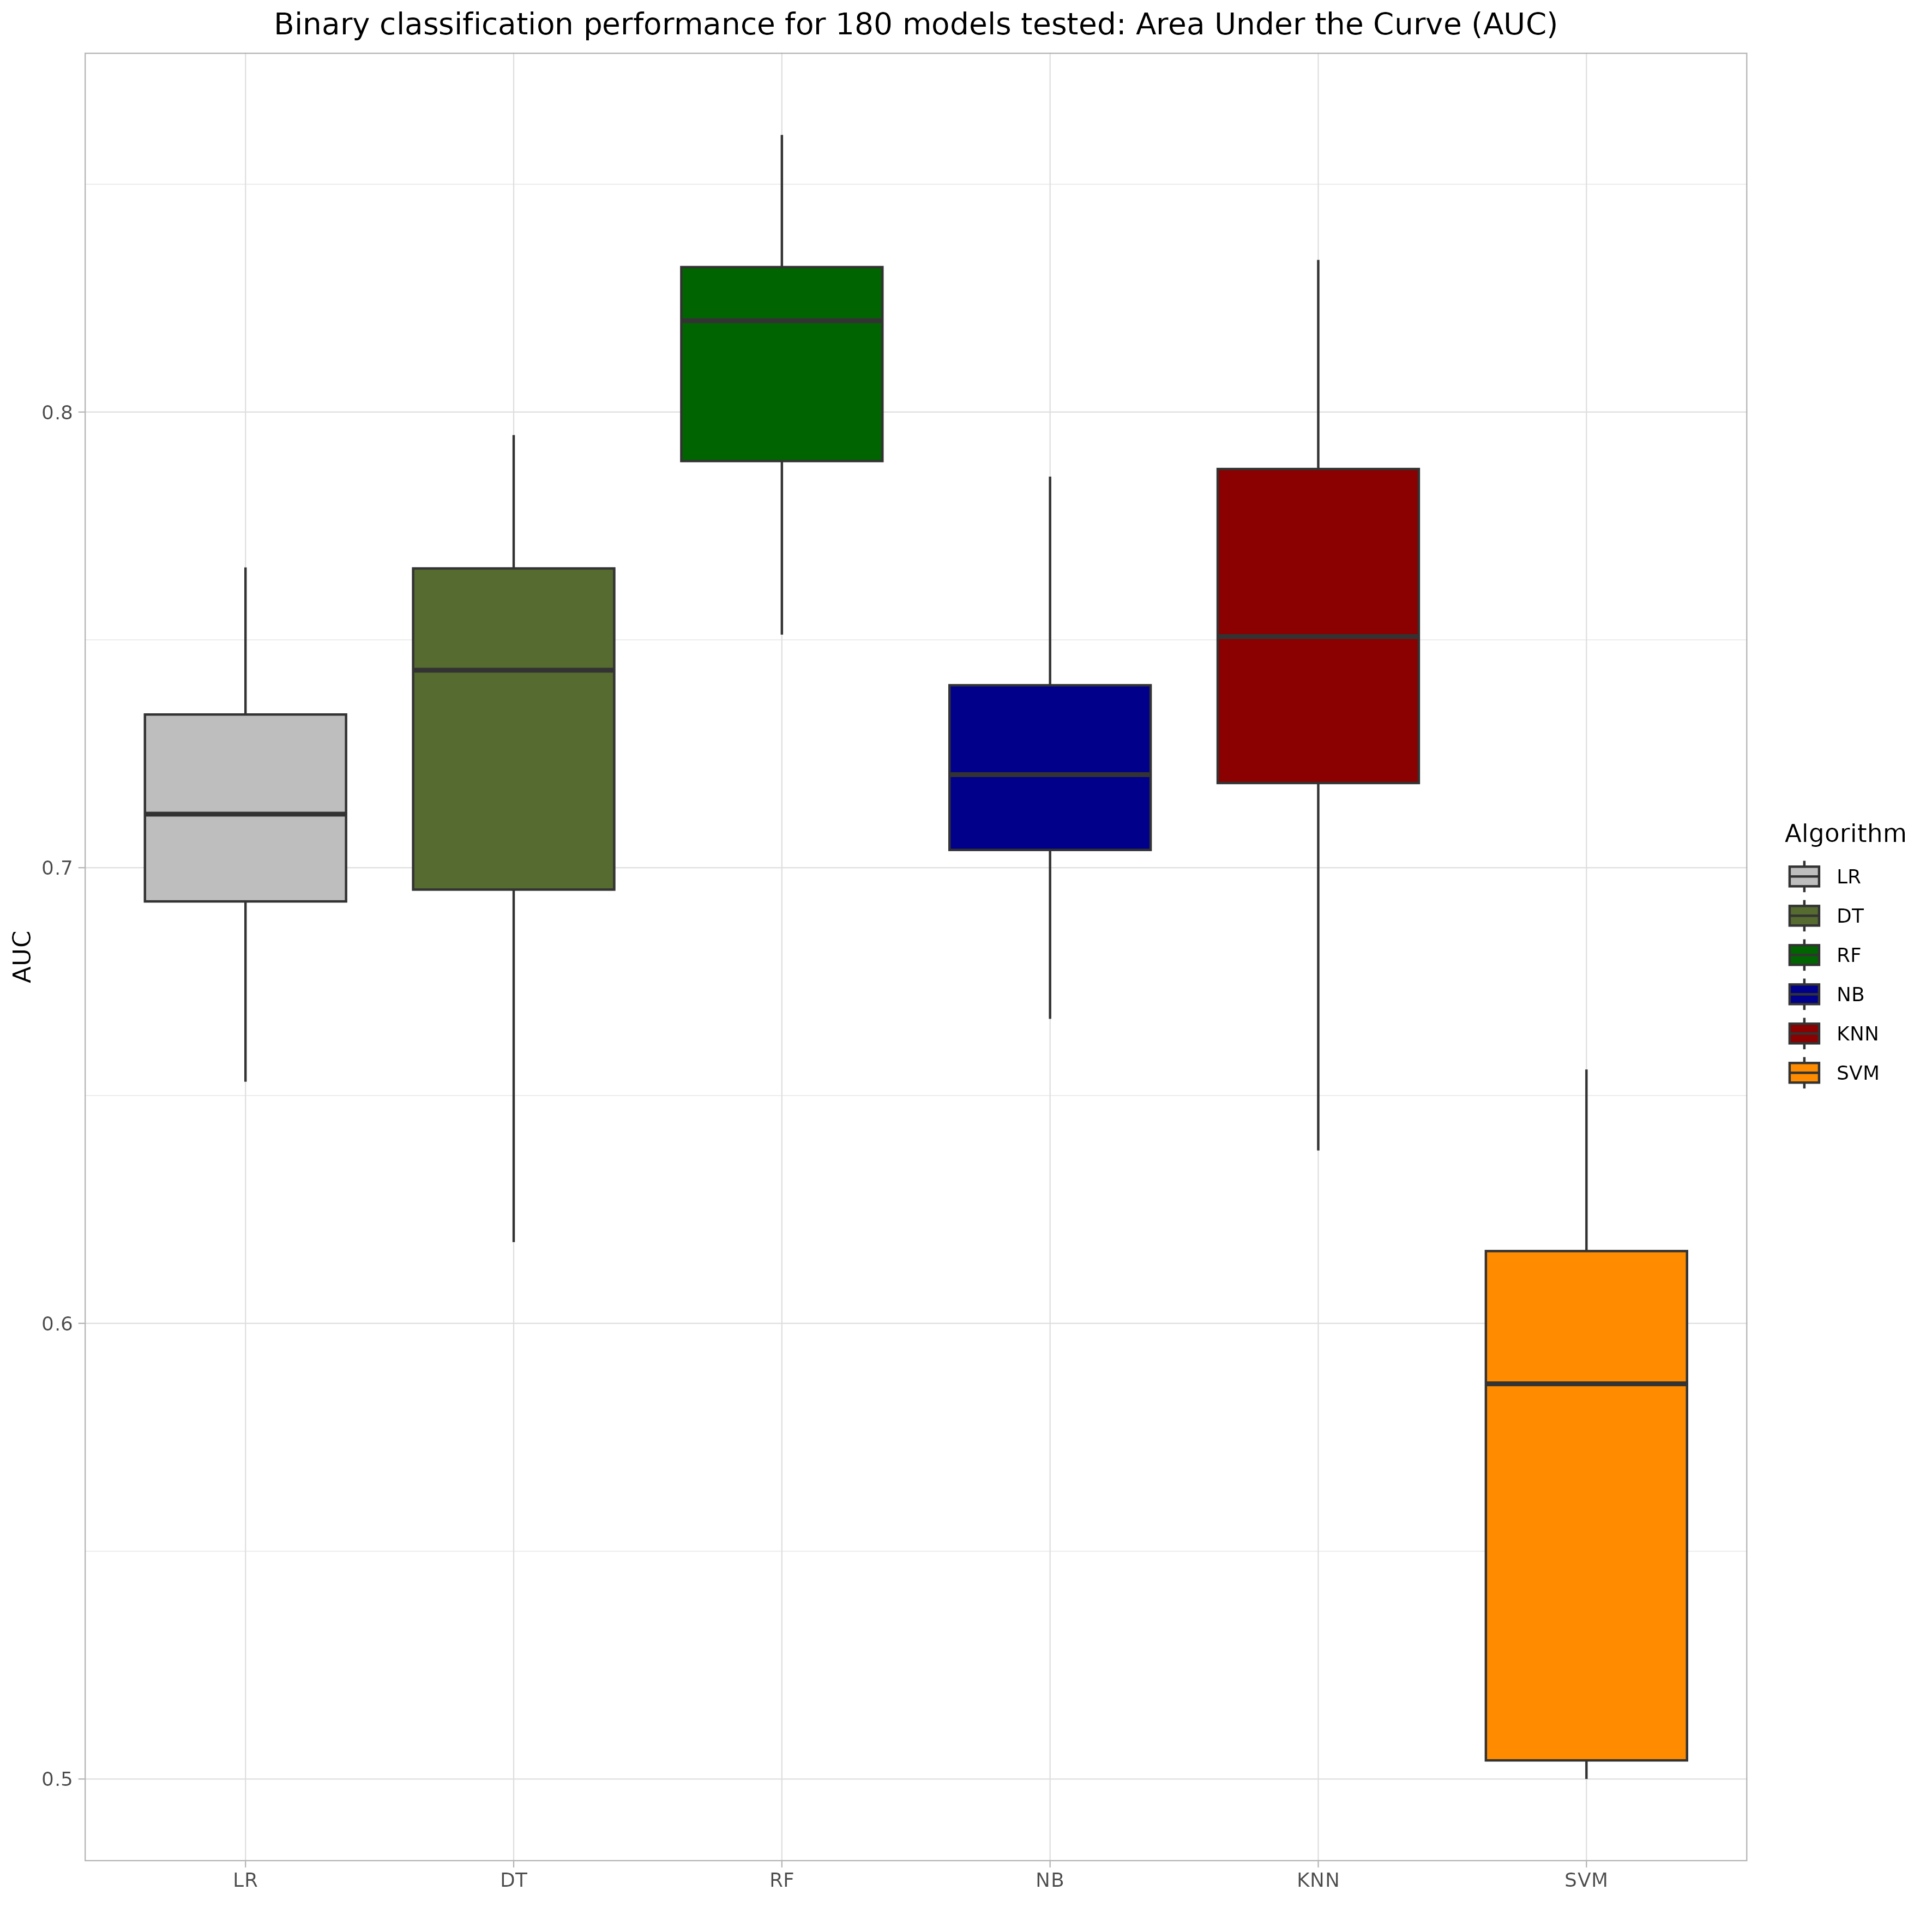 Binary classification performance for 180 models tested: Area Under the Curve (AUC)
AUC
0.8
0.7
0.6
0.5
LR
DT
RF
NB
KNN
SVM
Algorithm
LR
DT
RF
NB
KNN
SVM